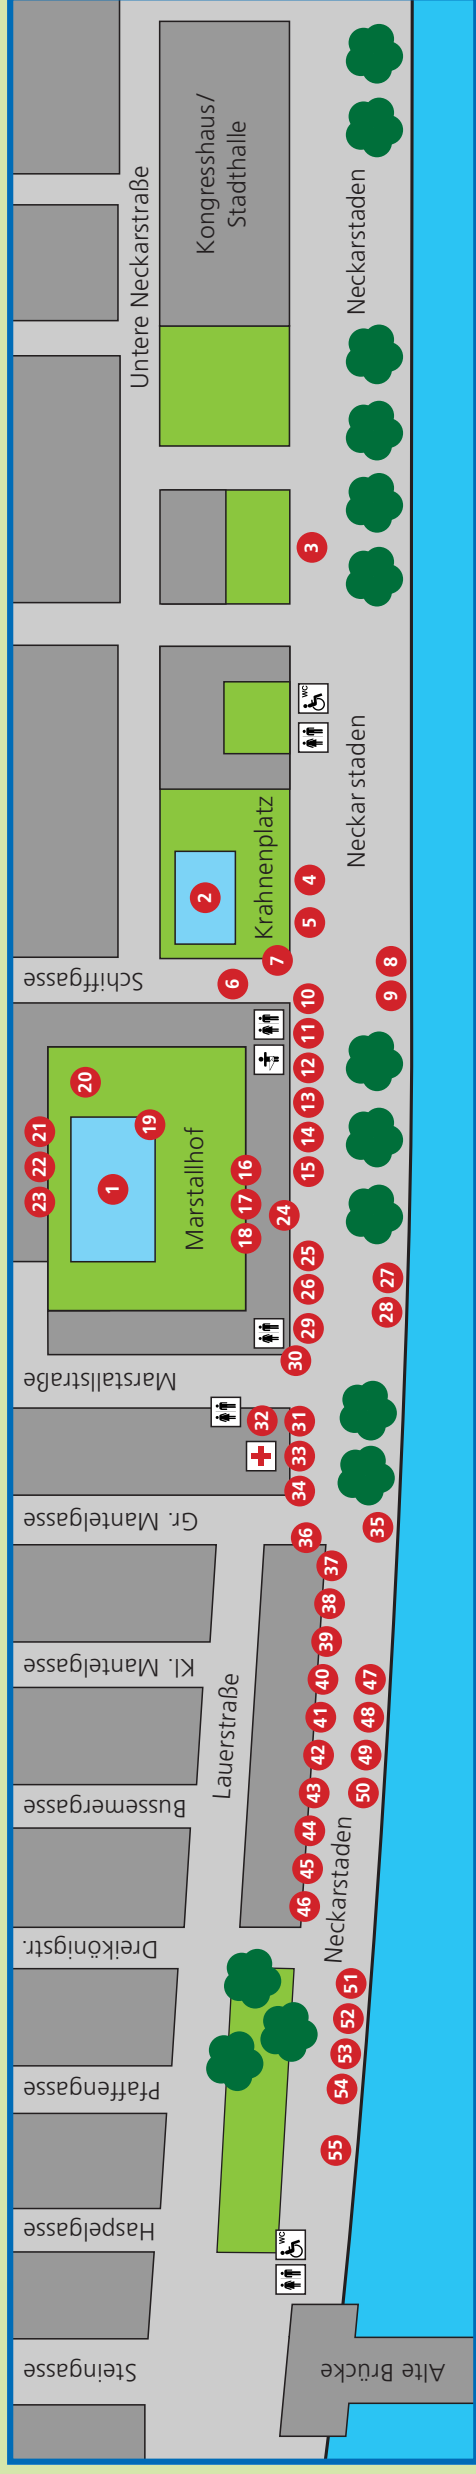 Kongresshaus/
Stadthalle
Untere Neckarstraße
Neckarstaden
3
WC
Neckarstaden
Krahnenplatz
2
4
5
7
6
8
9
Schiffgasse
10
11
12
13
14
15
20
19
1
21
22
23
Marstallhof
16
17
18
24
25
26
27
28
29
30
Marstallstraße
32
31
33
34
Gr. Mantelgasse
35
36
37
38
39
40
41
42
43
44
45
46
47
48
49
50
Kl. Mantelgasse
Lauerstraße
Bussemergasse
Neckarstaden
Dreikönigstr.
51
52
53
54
55
Pfaffengasse
Haspelgasse
WC
Steingasse
Alte Brücke